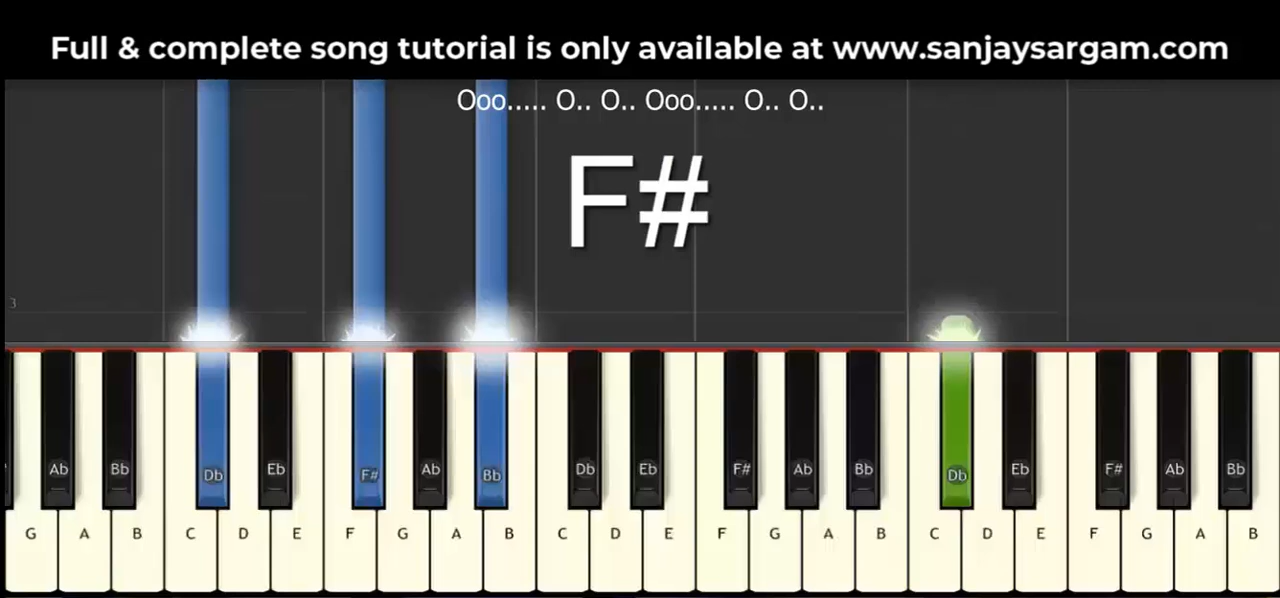 Full & complete song tutorial is only available at www.sanjaysargam.com
Ooo..... O.. O.. Ooo..... O.. O..
F#
3
Ab Bb Db Eb F# Ab Bb Db Eb F# Ab Bb Db Eb F# Ab Bb
G A B C D E F G A B C D E F G A B C D E F G A B